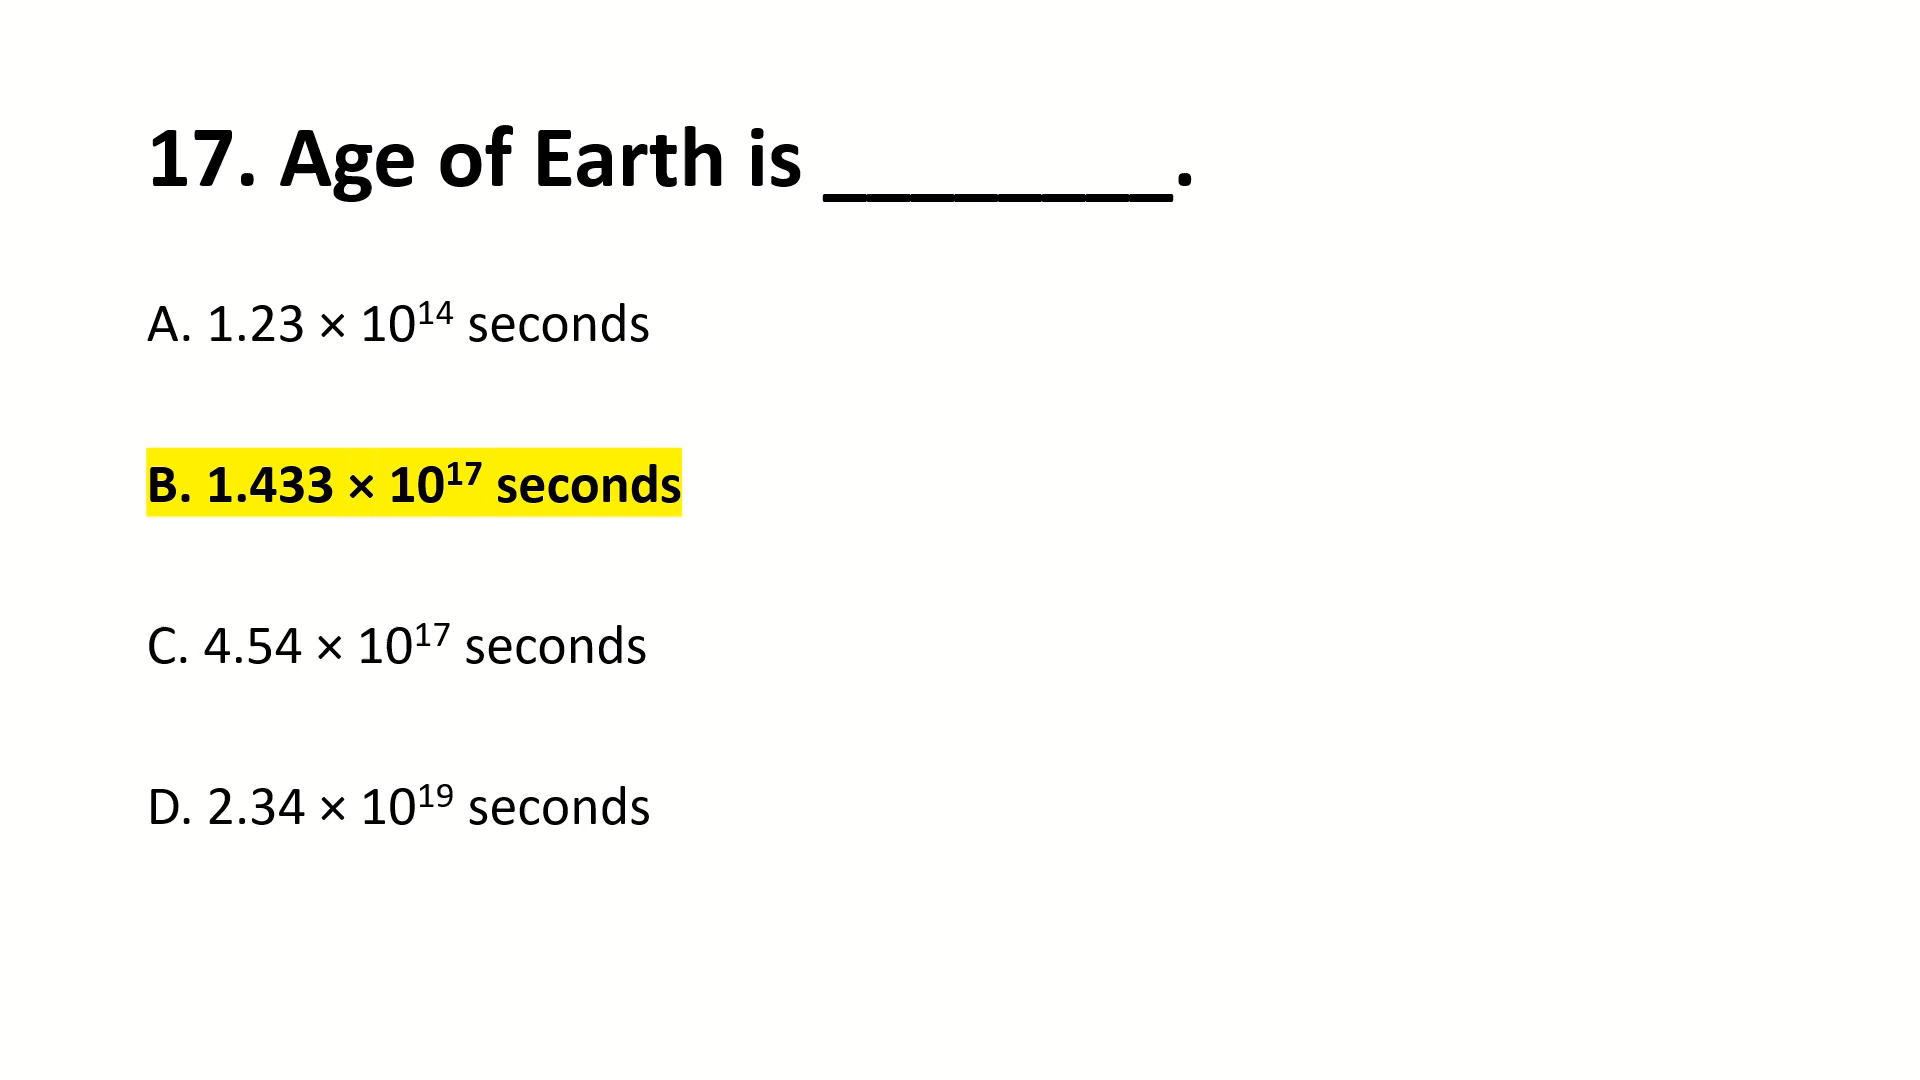 17. Age of Earth is ________.
A. 1.23 × 10¹⁴ seconds
B. 1.433 × 10¹⁷ seconds
C. 4.54 × 10¹⁷ seconds
D. 2.34 × 10¹⁹ seconds